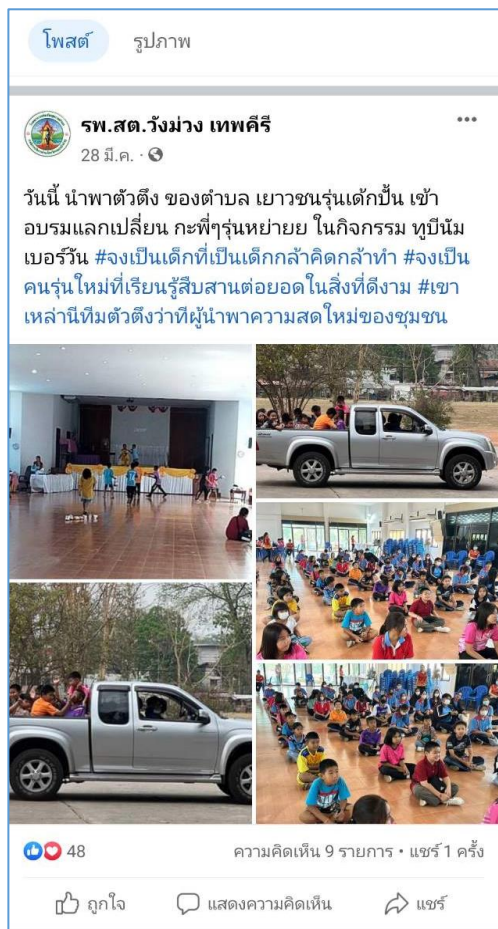 โพสต์ รูปภาพ
รพ.สต.วังม่วง เทพคีรี
28 มี.ค. ·
วันนี้ นำพาตัวตึง ของตำบล เยาวชนรุ่นเด้กปั้น เข้า
อบรมแลกเปลี่ยน กะพี่ๆรุ่นหย่ายย ในกิจกรรม ทูบีนัม
เบอร์วัน #จงเป็นเด็กที่เป็นเด็กกล้าคิดกล้าทำ #จงเป็น
คนรุ่นใหม่ที่เรียนรู้สืบสานต่อยอดในสิ่งที่ดีงาม #เขา
เหล่านีทีมตัวตึงว่าทีผู้นำพาความสดใหม่ของชุมชน
48 ความคิดเห็น 9 รายการ • แชร์ 1 ครั้ง
ถูกใจ แสดงความคิดเห็น แชร์